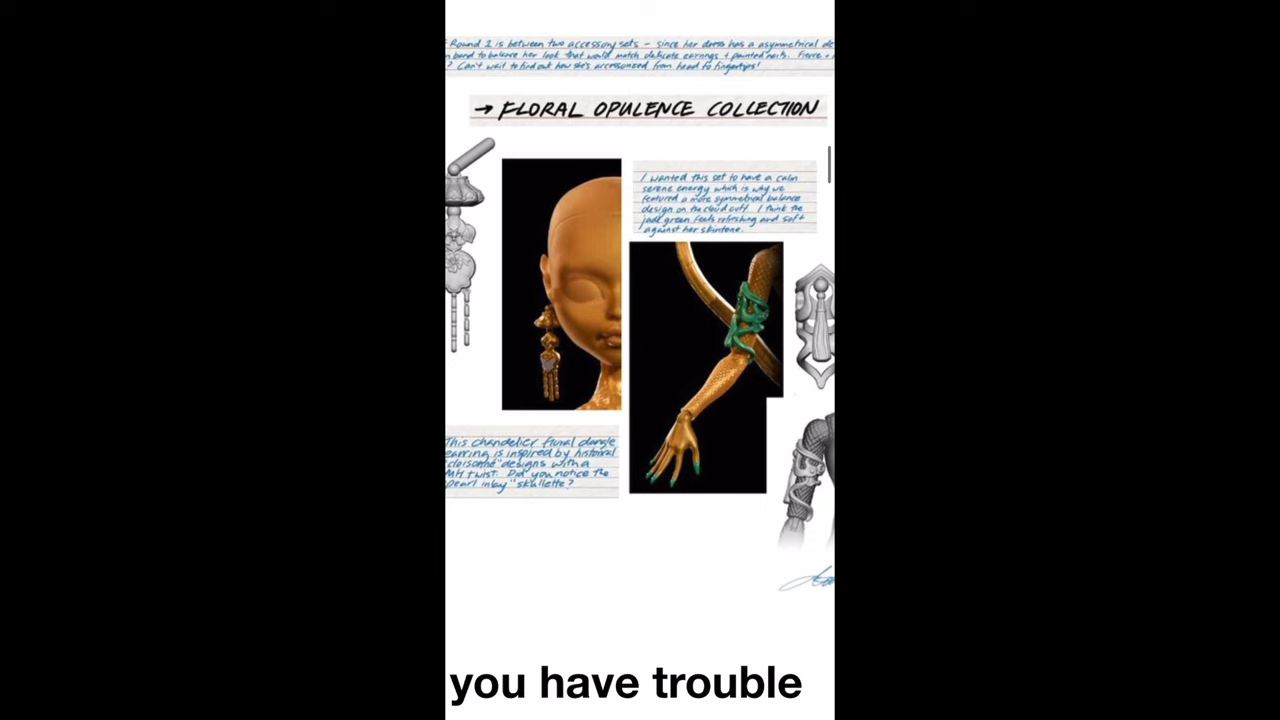 Round 1 is between two accessory sets - since her dress has a asymmetrical de
band to balance her look that would match delicate earrings + painted nails. Fierce
? Can't wait to find out how she's accessorized from head to fingertips!
→ FLORAL OPULENCE COLLECTION
I wanted this set to have a calm
serene energy which is why we
featured a more symmetrical balance
design on the cloud cuff. I think the
jade green feels refreshing and soft
against her skintone.
This chandelier floral dangle
earring is inspired by historical
"cloisonné" designs with a
MH twist. Did you notice the
pearl inlay "skullette?
you have trouble